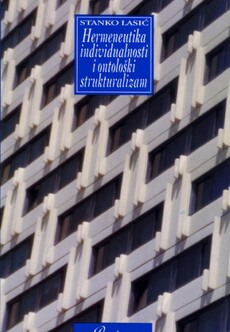 STANKO LASIĆ
Hermeneutika
individualnosti
i ontološki
strukturalizam